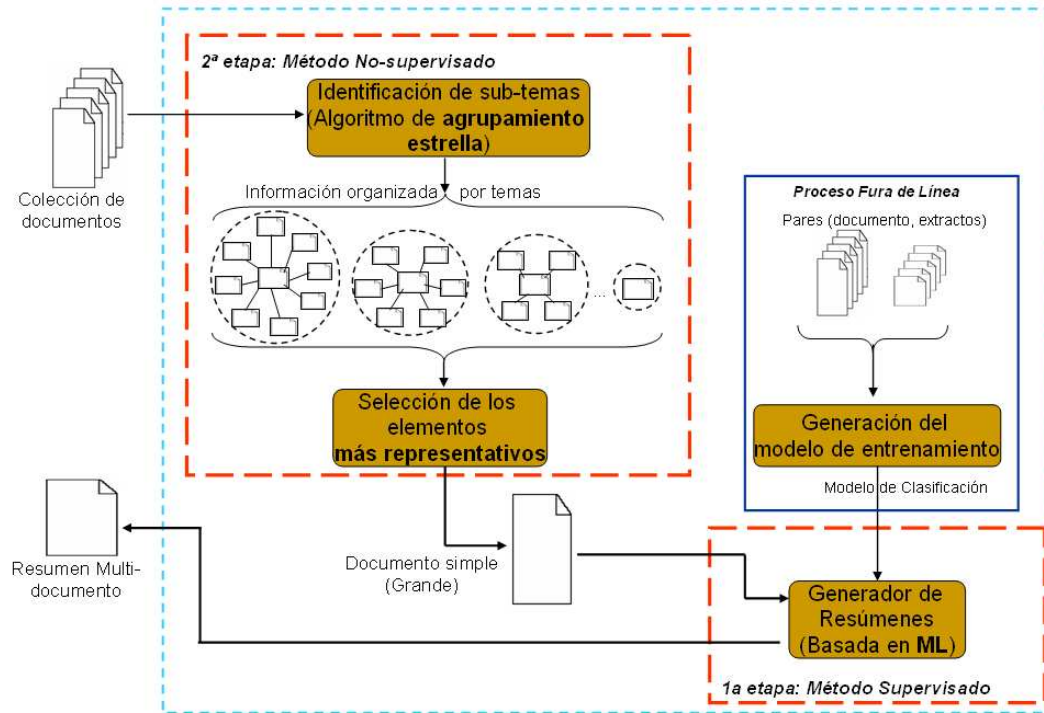 2ª etapa: Método No-supervisado
Identificación de sub-temas
(Algoritmo de agrupamiento
estrella)
Colección de
documentos
Información organizada por temas
...
Selección de los
elementos
más representativos
Proceso Fura de Línea
Pares (documento, extractos)
Generación del
modelo de entrenamiento
Modelo de Clasificación
Resumen Multi-
documento
Documento simple
(Grande)
Generador de
Resúmenes
(Basada en ML)
1a etapa: Método Supervisado